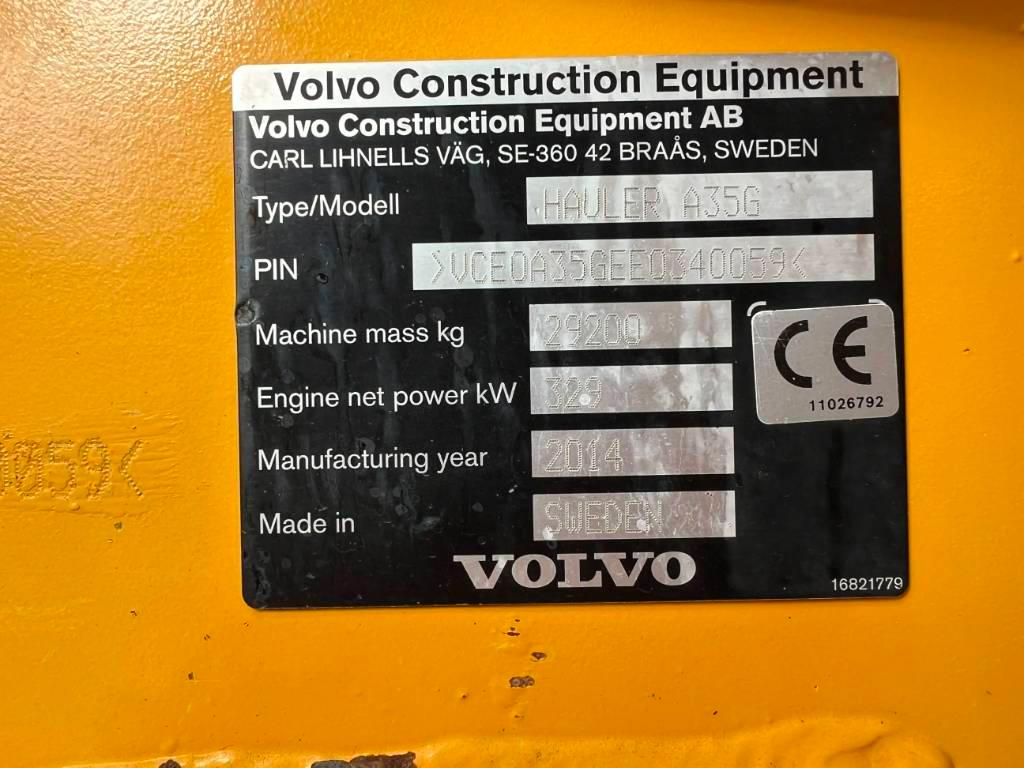 Volvo Construction Equipment
Volvo Construction Equipment AB
CARL LIHNELLS VÄG, SE-360 42 BRAÅS, SWEDEN
Type/Modell HAULER A35G
PIN >VCE0A35GEE0340059<
Machine mass kg 29200
CE
11026792
Engine net power kW 329
Manufacturing year 2014
0059<
Made in SWEDEN
VOLVO
16821779